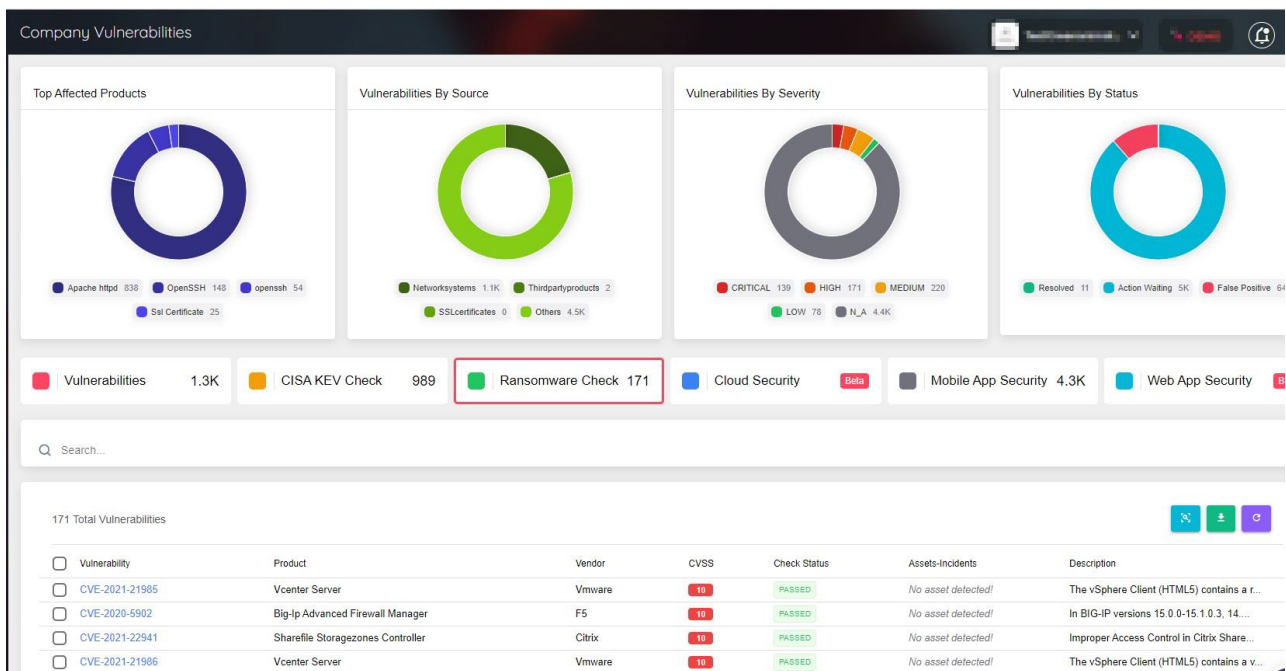 Company Vulnerabilities
Top Affected Products
Apache httpd 838 OpenSSH 148 openssh 54
Ssl Certificate 25
Vulnerabilities By Source
Networksystems 1.1K Thirdpartyproducts 2
SSLcertificates 0 Others 4.5K
Vulnerabilities By Severity
CRITICAL 139 HIGH 171 MEDIUM 220
LOW 78 N_A 4.4K
Vulnerabilities By Status
Resolved 11 Action Waiting 5K False Positive 64
Vulnerabilities 1.3K
CISA KEV Check 989
Ransomware Check 171
Cloud Security Beta
Mobile App Security 4.3K
Web App Security
Search...
171 Total Vulnerabilities
Vulnerability Product Vendor CVSS Check Status Assets-Incidents Description
CVE-2021-21985 Vcenter Server Vmware 10 PASSED No asset detected! The vSphere Client (HTML5) contains a r...
CVE-2020-5902 Big-Ip Advanced Firewall Manager F5 10 PASSED No asset detected! In BIG-IP versions 15.0.0-15.1.0.3, 14....
CVE-2021-22941 Sharefile Storagezones Controller Citrix 10 PASSED No asset detected! Improper Access Control in Citrix Share...
CVE-2021-21986 Vcenter Server Vmware 10 PASSED No asset detected! The vSphere Client (HTML5) contains a v...